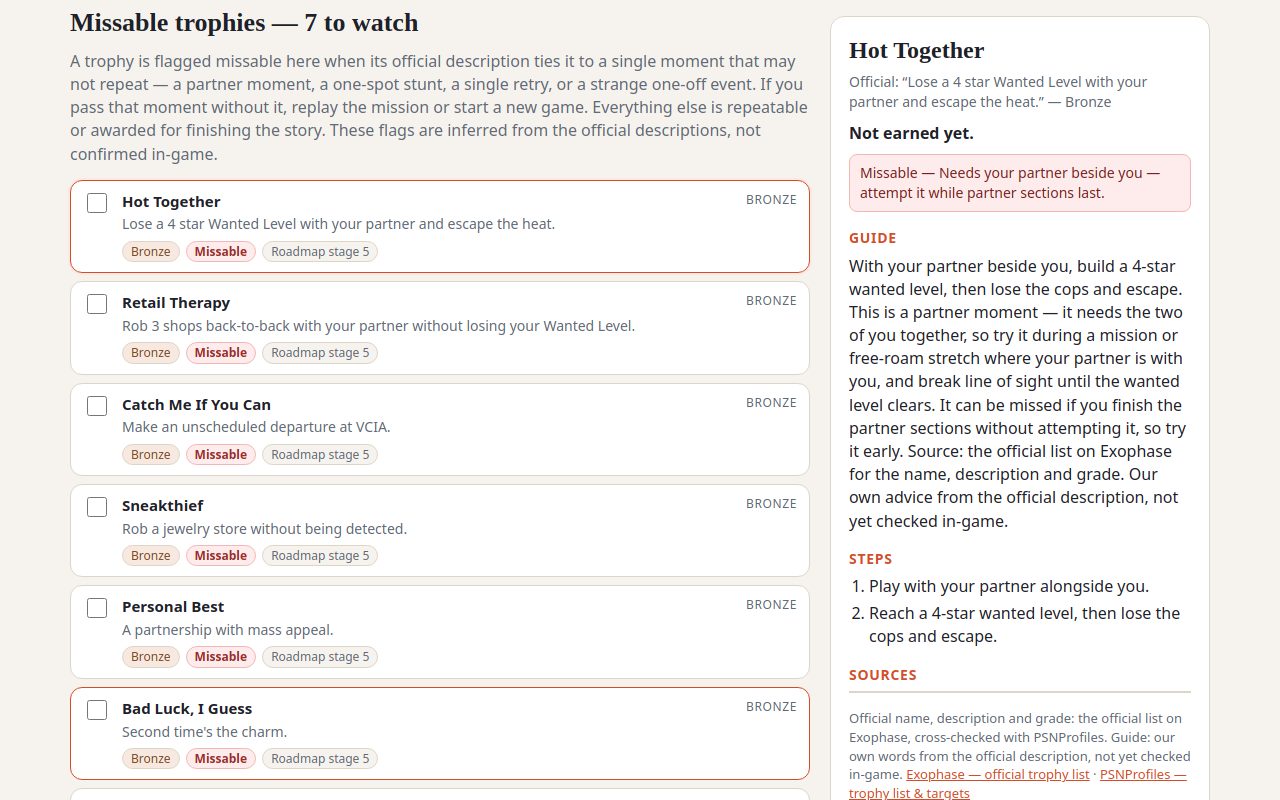 Missable trophies — 7 to watch
A trophy is flagged missable here when its official description ties it to a single moment that may
not repeat — a partner moment, a one-spot stunt, a single retry, or a strange one-off event. If you
pass that moment without it, replay the mission or start a new game. Everything else is repeatable
or awarded for finishing the story. These flags are inferred from the official descriptions, not
confirmed in-game.
Hot Together
BRONZE
Lose a 4 star Wanted Level with your partner and escape the heat.
Bronze Missable Roadmap stage 5
Retail Therapy
BRONZE
Rob 3 shops back-to-back with your partner without losing your Wanted Level.
Bronze Missable Roadmap stage 5
Catch Me If You Can
BRONZE
Make an unscheduled departure at VCIA.
Bronze Missable Roadmap stage 5
Sneakthief
BRONZE
Rob a jewelry store without being detected.
Bronze Missable Roadmap stage 5
Personal Best
BRONZE
A partnership with mass appeal.
Bronze Missable Roadmap stage 5
Bad Luck, I Guess
BRONZE
Second time's the charm.
Bronze Missable Roadmap stage 5
Hot Together
Official: “Lose a 4 star Wanted Level with your
partner and escape the heat.” — Bronze
Not earned yet.
Missable — Needs your partner beside you —
attempt it while partner sections last.
GUIDE
With your partner beside you, build a 4-star
wanted level, then lose the cops and escape.
This is a partner moment — it needs the two
of you together, so try it during a mission or
free-roam stretch where your partner is with
you, and break line of sight until the wanted
level clears. It can be missed if you finish the
partner sections without attempting it, so try
it early. Source: the official list on Exophase
for the name, description and grade. Our
own advice from the official description, not
yet checked in-game.
STEPS
1. Play with your partner alongside you.
2. Reach a 4-star wanted level, then lose the
cops and escape.
SOURCES
Official name, description and grade: the official list on
Exophase, cross-checked with PSNProfiles. Guide: our
own words from the official description, not yet checked
in-game. Exophase — official trophy list · PSNProfiles —
trophy list & targets